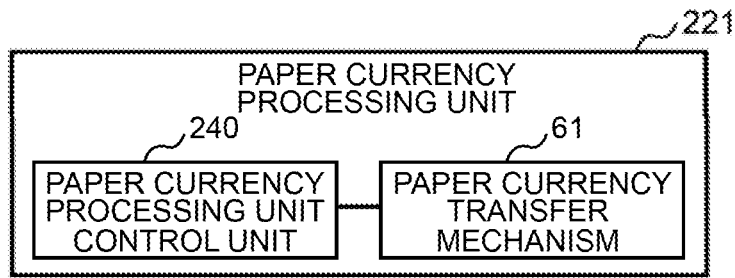 221
PAPER CURRENCY
PROCESSING UNIT
240
61
PAPER CURRENCY
PROCESSING UNIT
CONTROL UNIT
PAPER CURRENCY
TRANSFER
MECHANISM